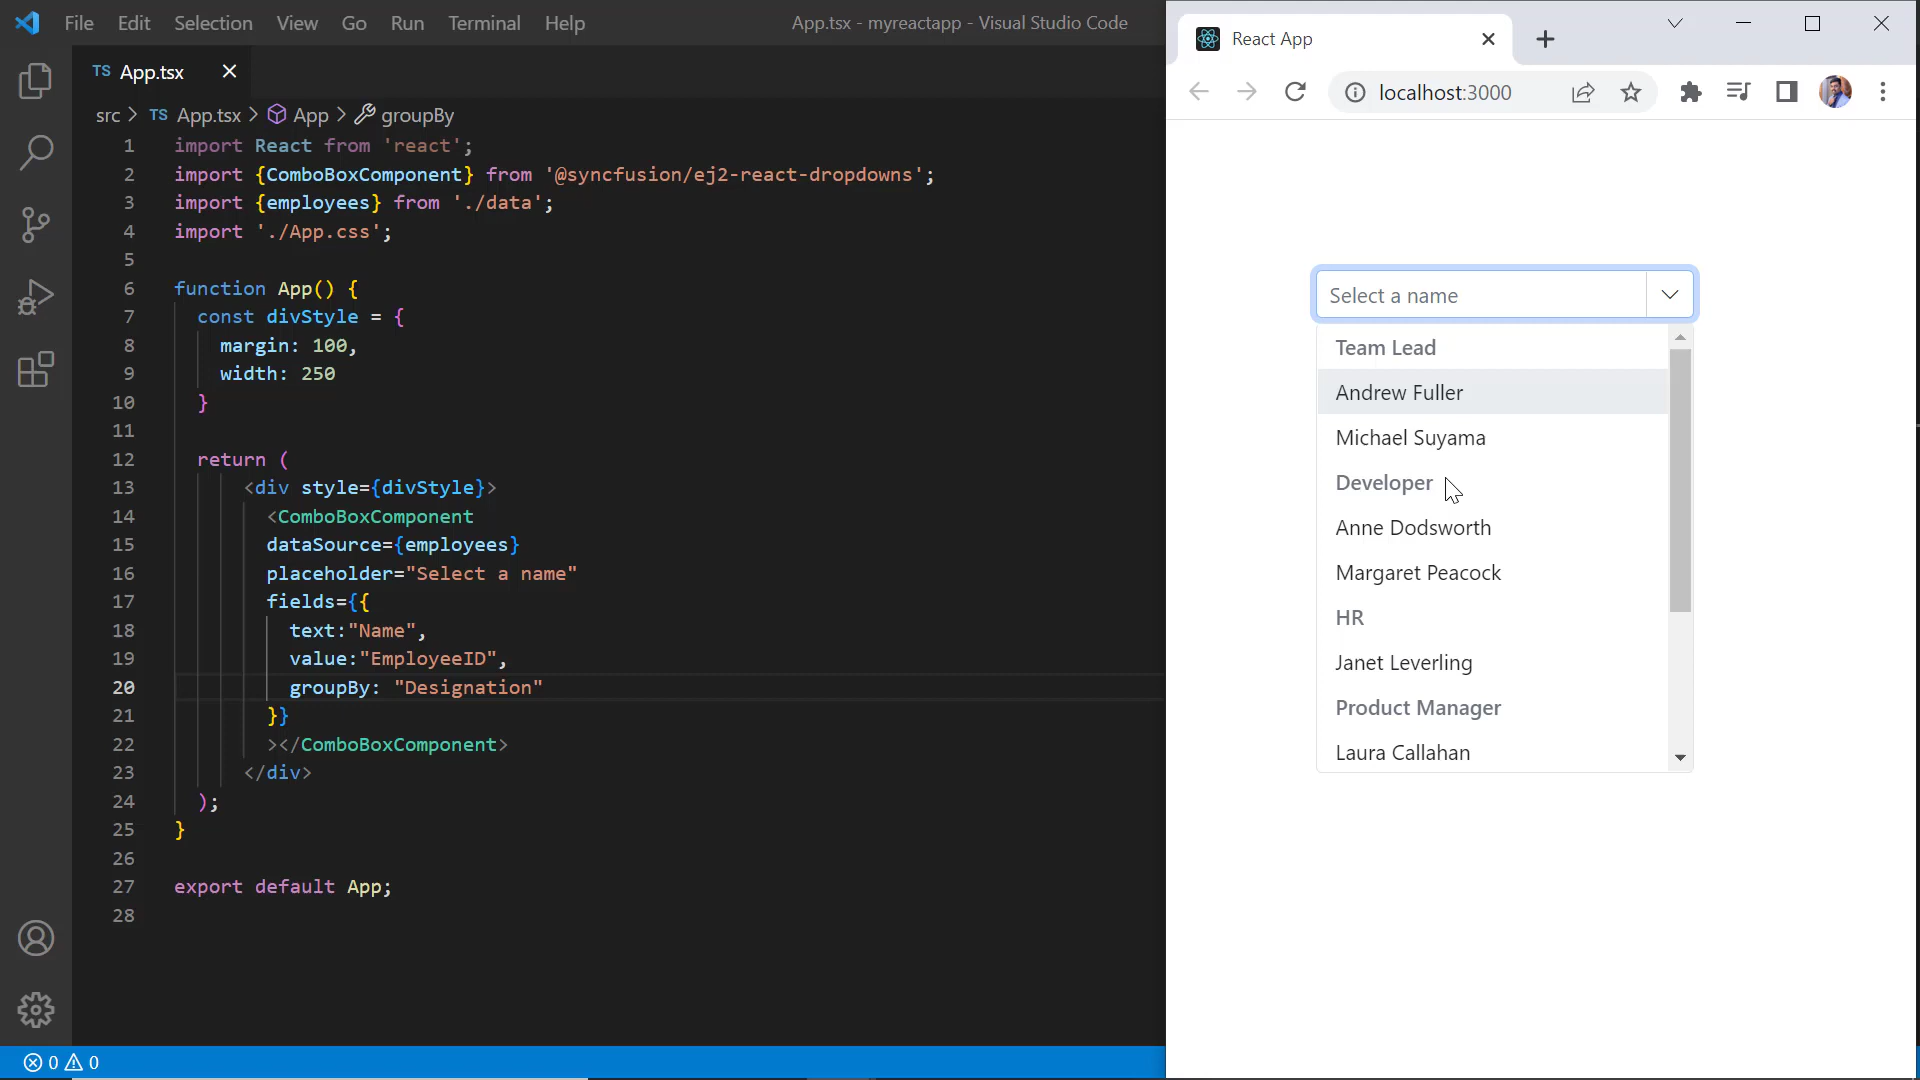 File Edit Selection View Go Run Terminal Help App.tsx - myreactapp - Visual Studio Code
TS App.tsx
src > TS App.tsx > App > groupBy
1 import React from 'react';
2 import {ComboBoxComponent} from '@syncfusion/ej2-react-dropdowns';
3 import {employees} from './data';
4 import './App.css';
5
6 function App() {
7 const divStyle = {
8 margin: 100,
9 width: 250
10 }
11
12 return (
13 <div style={divStyle}>
14 <ComboBoxComponent
15 dataSource={employees}
16 placeholder="Select a name"
17 fields={{
18 text:"Name",
19 value:"EmployeeID",
20 groupBy: "Designation"
21 }}
22 ></ComboBoxComponent>
23 </div>
24 );
25 }
26
27 export default App;
28
0 0
React App
localhost:3000
Select a name
Team Lead
Andrew Fuller
Michael Suyama
Developer
Anne Dodsworth
Margaret Peacock
HR
Janet Leverling
Product Manager
Laura Callahan